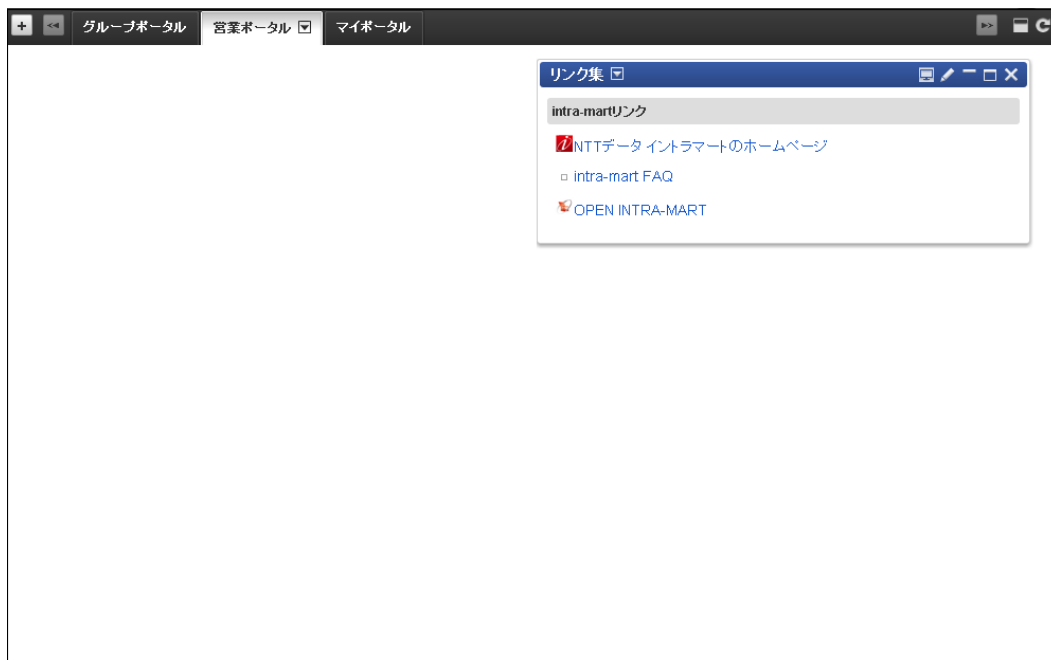 グループポータル 営業ポータル マイポータル
リンク集
intra-martリンク
NTTデータ イントラマートのホームページ
intra-mart FAQ
OPEN INTRA-MART